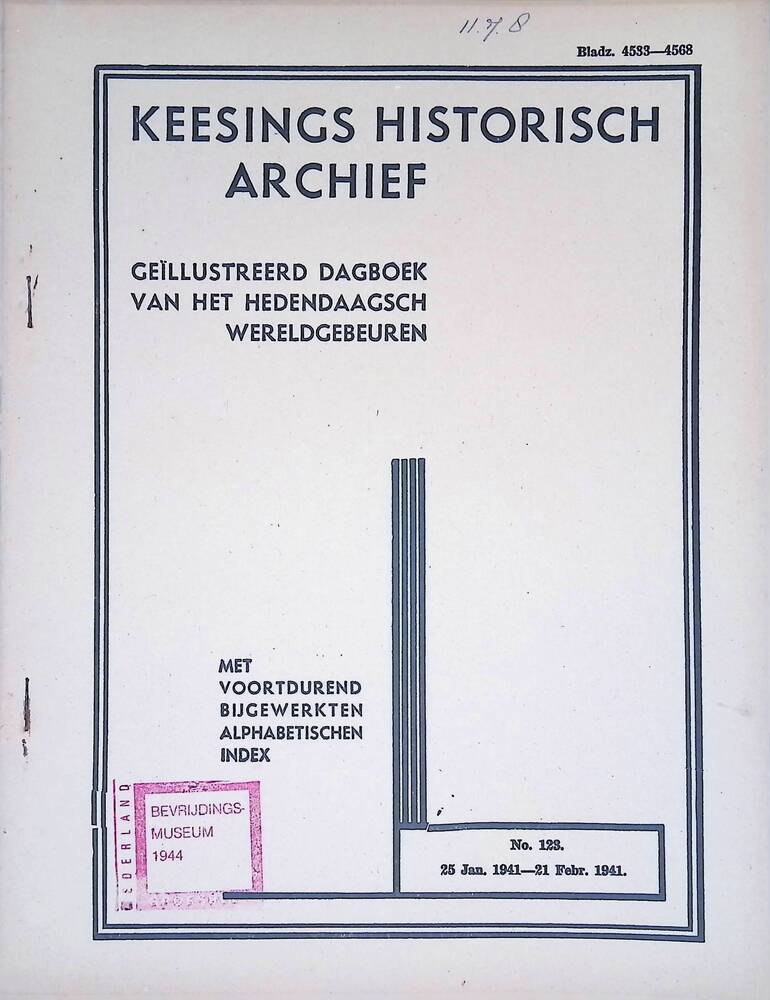 11.7.8
Bladz. 4533—4568
KEESINGS HISTORISCH
ARCHIEF
GEÏLLUSTREERD DAGBOEK
VAN HET HEDENDAAGSCH
WERELDGEBEUREN
MET
VOORTDUREND
BIJGEWERKTEN
ALPHABETISCHEN
INDEX
NEDERLAND
BEVRIJDINGS-
MUSEUM
1944
No. 123.
25 Jan. 1941—21 Febr. 1941.